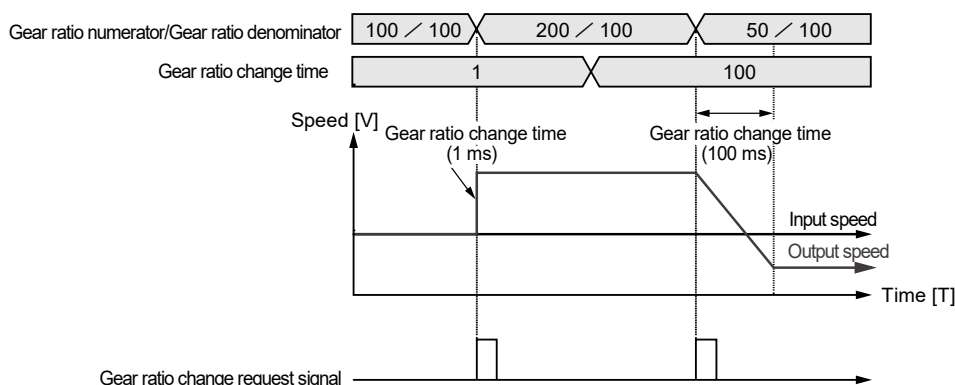 Gear ratio numerator/Gear ratio denominator
100 ／ 100
200 ／ 100
50 ／ 100
Gear ratio change time
1
100
Speed [V]
Gear ratio change time
(1 ms)
Gear ratio change time
(100 ms)
Input speed
Output speed
Time [T]
Gear ratio change request signal